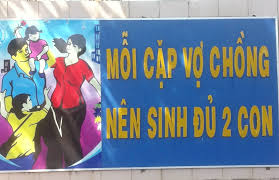 MỖI CẶP VỢ CHỒNG
NÊN SINH ĐỦ 2 CON